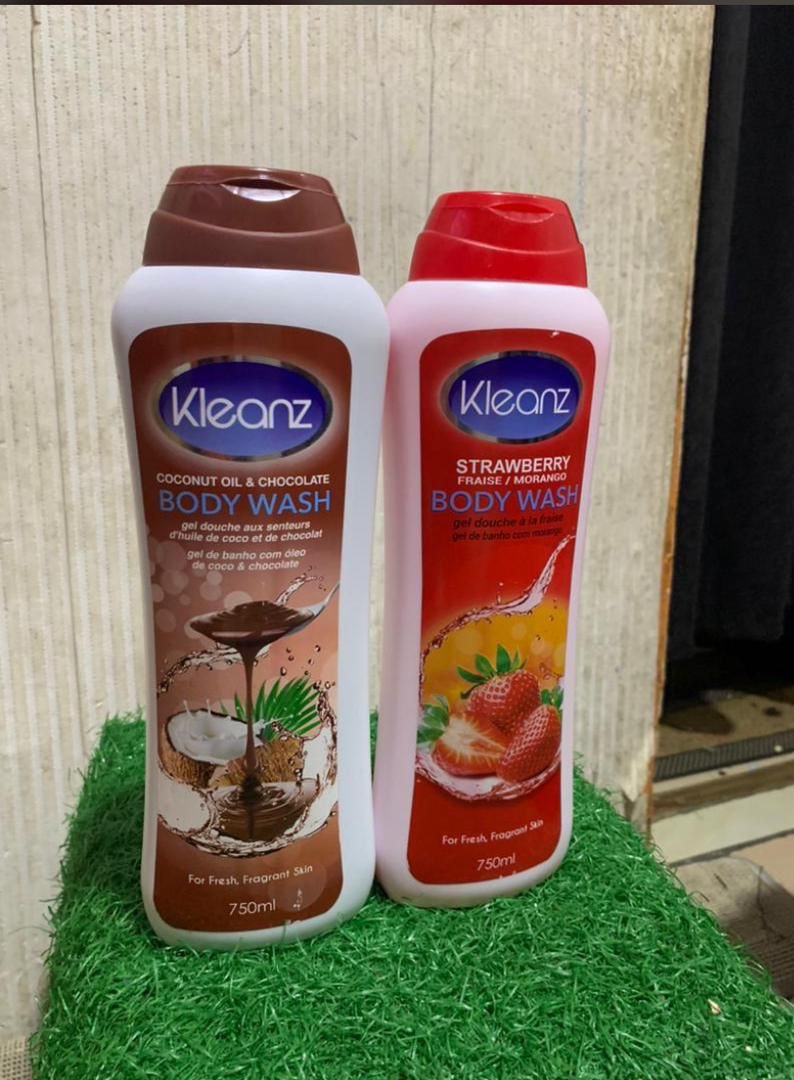 Kleanz
COCONUT OIL & CHOCOLATE
BODY WASH
gel douche aux senteurs
d'huile de coco et de chocolat
gel de banho com óleo
de coco & chocolate
For Fresh, Fragrant Skin
750ml
Kleanz
STRAWBERRY
FRAISE / MORANGO
BODY WASH
gel douche à la fraise
gel de banho com morango
For Fresh, Fragrant Skin
750ml